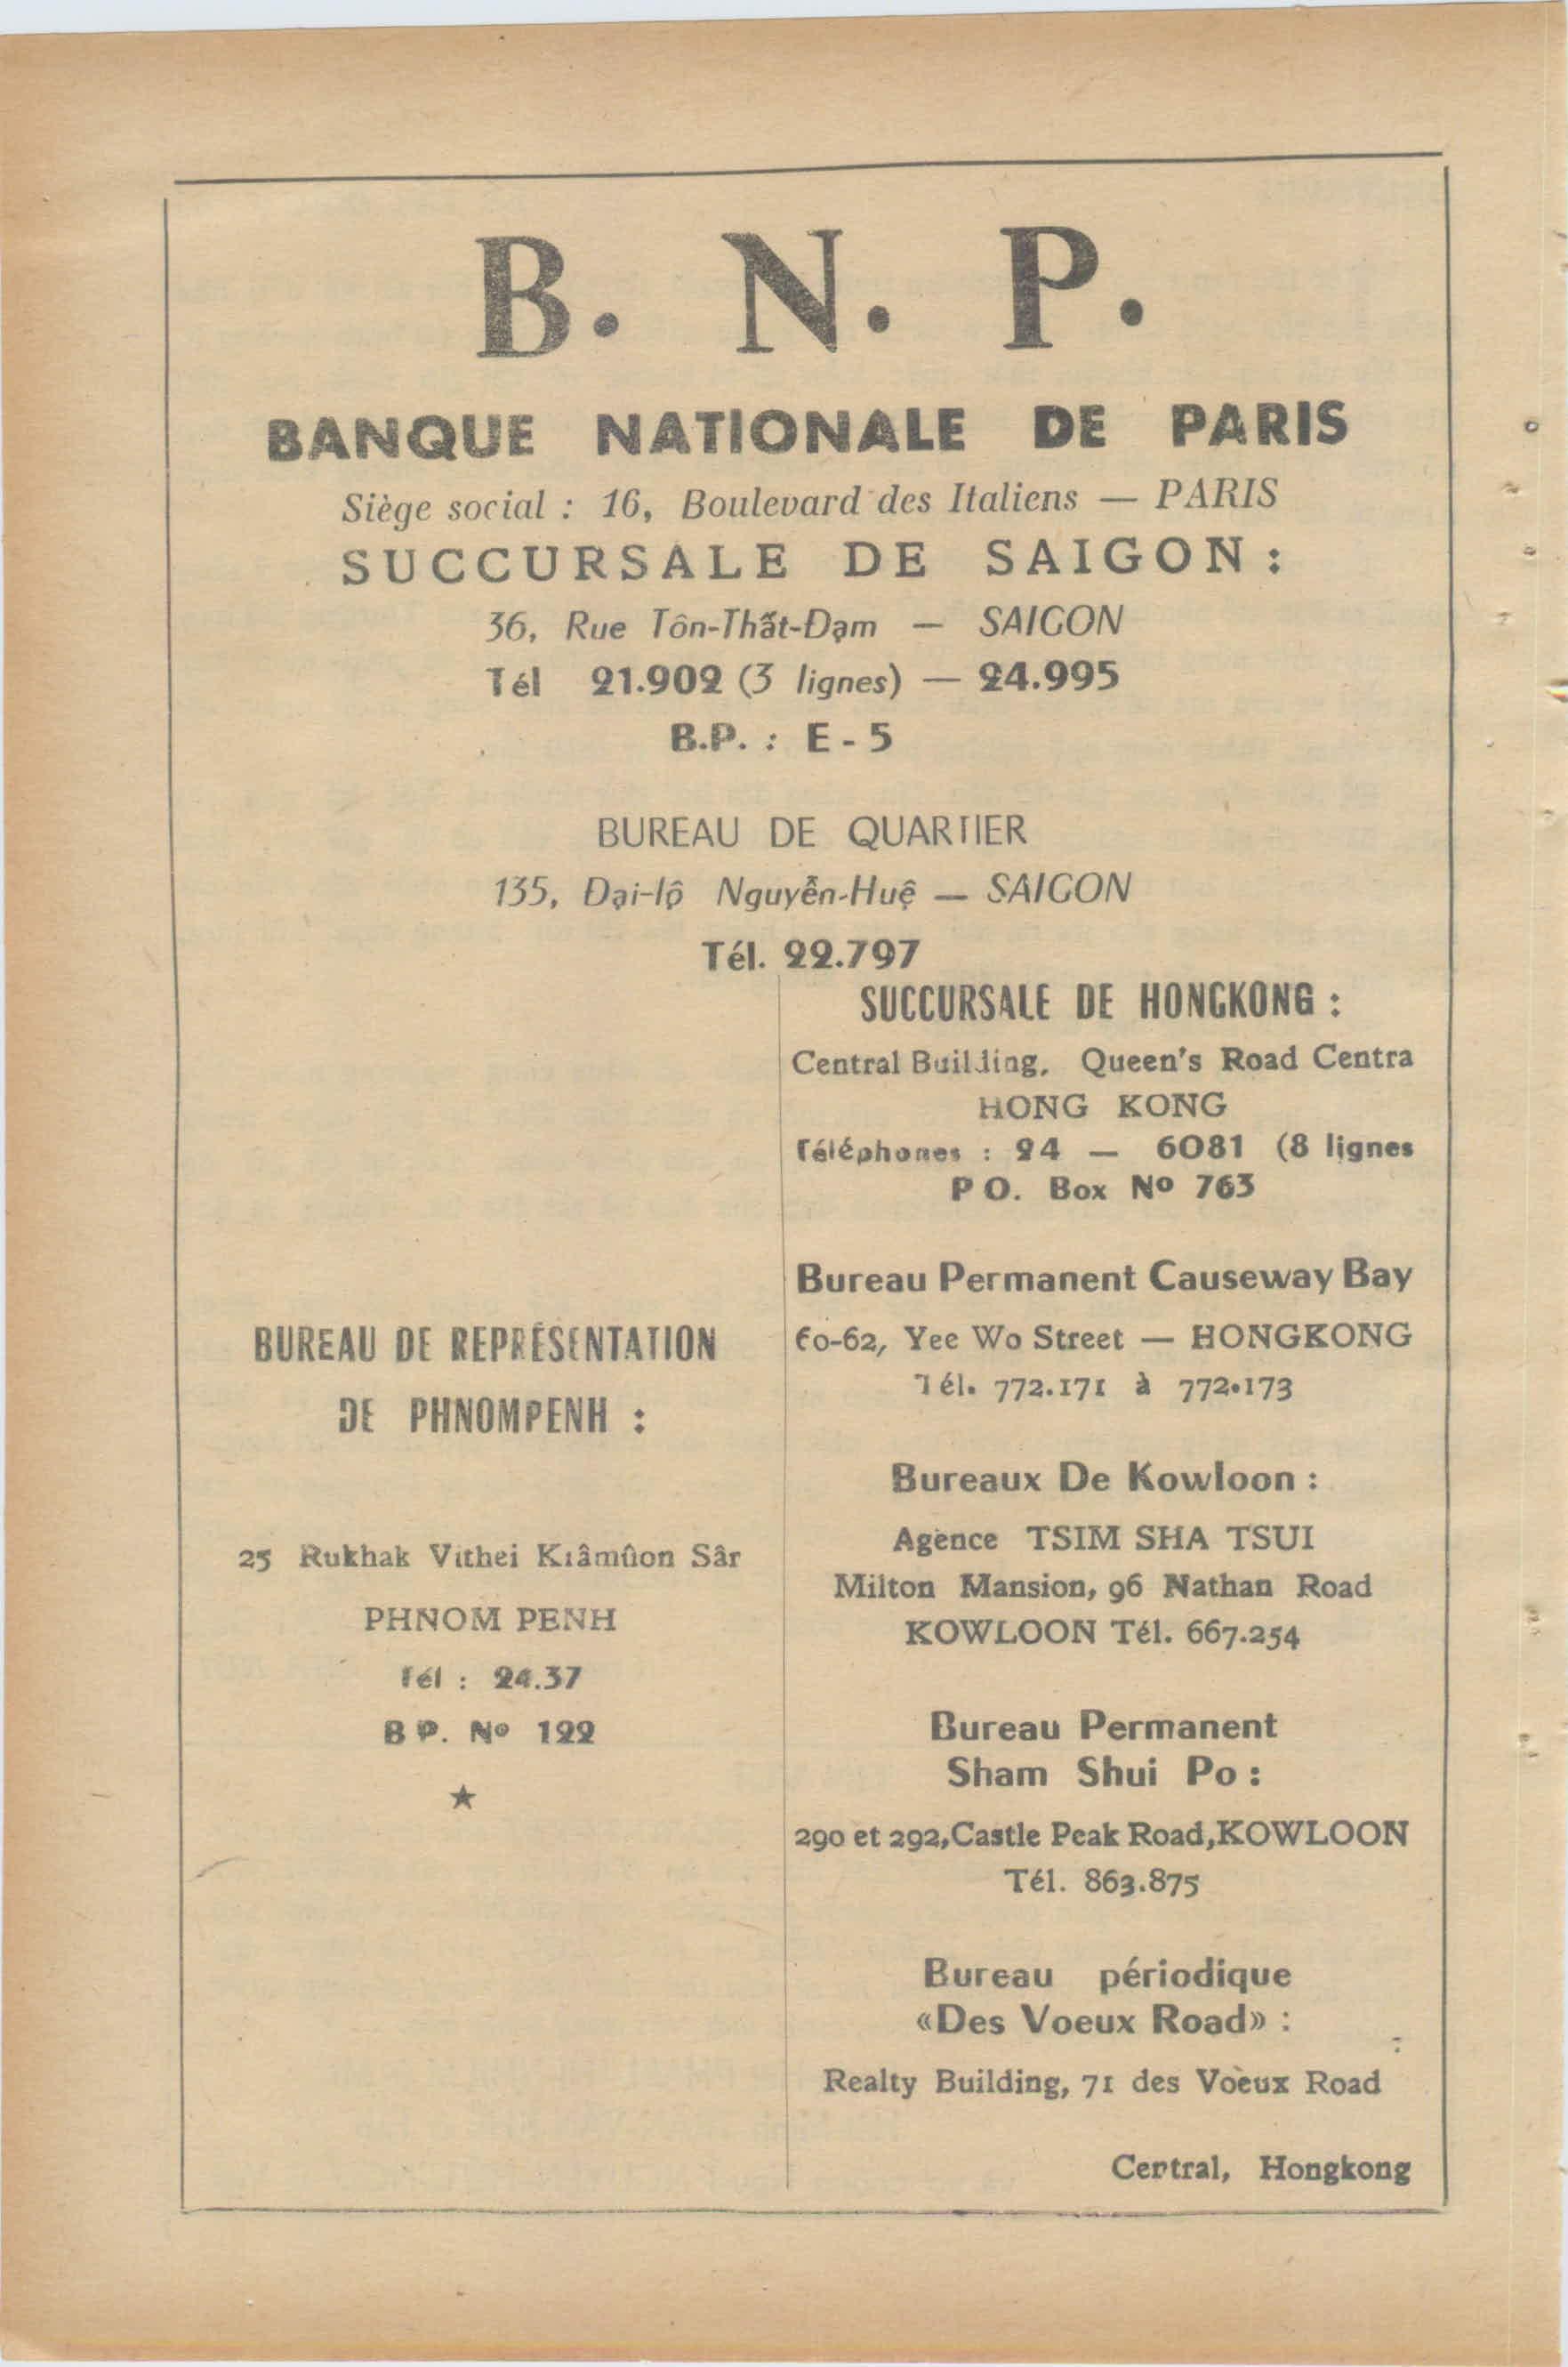 B. N. P.
BANQUE NATIONALE DE PARIS
Siège social : 16, Boulevard des Italiens — PARIS
SUCCURSALE DE SAIGON :
36, Rue Tôn-Thất-Đạm — SAIGON
Tél 21.902 (3 lignes) — 24.995
B.P. : E - 5
BUREAU DE QUARTIER
135, Đại-lộ Nguyễn-Huệ — SAIGON
Tél. 22.797
BUREAU DE REPRÉSENTATION
DE PHNOMPENH :
25 Rukhak Vithei Kıâmûon Sâr
PHNOM PENH
Tél : 24.37
B P. Nº 122
★
SUCCURSALE DE HONGKONG :
Central Building, Queen's Road Centra
HONG KONG
Téléphones : 24 — 6081 (8 lignes
P O. Box Nº 763
Bureau Permanent Causeway Bay
60-62, Yee Wo Street — HONGKONG
Tél. 772.171 à 772.173
Bureaux De Kowloon :
Agence TSIM SHA TSUI
Milton Mansion, 96 Nathan Road
KOWLOON Tél. 667.254
Bureau Permanent
Sham Shui Po :
290 et 292,Castle Peak Road,KOWLOON
Tél. 863.875
Bureau périodique
«Des Voeux Road» :
Realty Building, 71 des Voeux Road
Central, Hongkong